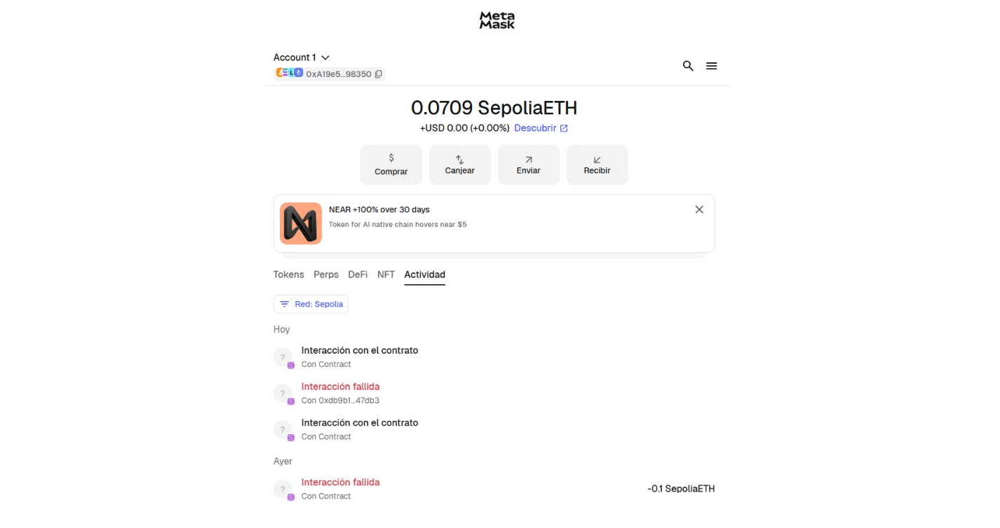 Meta
Mask
Account 1
0xA19e5...98350
0.0709 SepoliaETH
+USD 0.00 (+0.00%) Descubrir
$
Comprar
Canjear
Enviar
Recibir
NEAR +100% over 30 days
Token for AI native chain hovers near $5
Tokens Perps DeFi NFT Actividad
Red: Sepolia
Hoy
Interacción con el contrato
? S
Con Contract
Interacción fallida
? S
Con 0xdb9b1...47db3
Interacción con el contrato
? S
Con Contract
Ayer
Interacción fallida
? S
-0.1 SepoliaETH
Con Contract